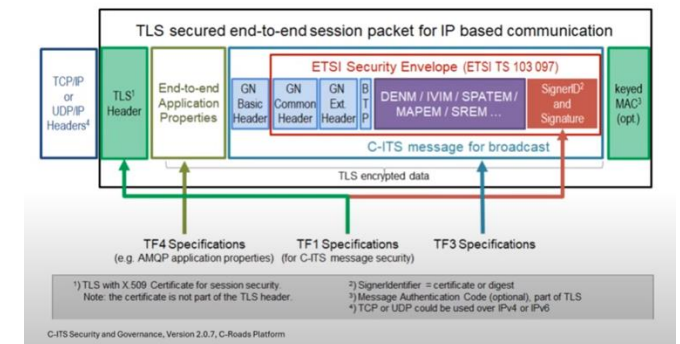 TLS secured end-to-end session packet for IP based communication
ETSI Security Envelope (ETSI TS 103 097)
TCP/IP
or
UDP/IP
Headers⁴
TLS¹
Header
End-to-end
Application
Properties
GN
Basic
Header
GN
Common
Header
GN
Ext.
Header
B
T
P
DENM / IVIM / SPATEM /
MAPEM / SREM ...
SignerID²
and
Signature
keyed
MAC³
(opt.)
C-ITS message for broadcast
TLS encrypted data
TF4 Specifications
(e.g. AMQP application properties)
TF1 Specifications
(for C-ITS message security)
TF3 Specifications
¹) TLS with X.509 Certificate for session security.
Note: the certificate is not part of the TLS header.
²) SignerIdentifier = certificate or digest
³) Message Authentication Code (optional), part of TLS
⁴) TCP or UDP could be used over IPv4 or IPv6
C-ITS Security and Governance, Version 2.0.7, C-Roads Platform